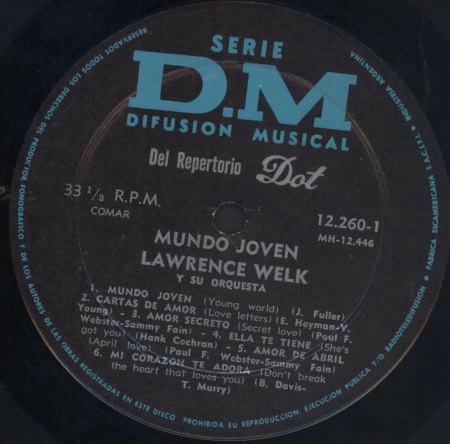 SERIE
D.M
DIFUSION MUSICAL
Del Repertorio Dot
33 1/3 R.P.M.
COMAR
12.260-1
MH-12.446
MUNDO JOVEN
LAWRENCE WELK
Y SU ORQUESTA
1. MUNDO JOVEN (Young world) (J. Fuller)
2. CARTAS DE AMOR (Love letters) (E. Heyman-V.
Young) - 3. AMOR SECRETO (Secret love) (Paul F.
Webster-Sammy Fain) - 4. ELLA TE TIENE (She's
got you) (Hank Cochran) - 5. AMOR DE ABRIL
(April love) (Paul F. Webster-Sammy Fain)
6. MI CORAZON TE ADORA (Don't break
the heart that loves you) (B. Davis-
T. Murry)
RESERVADOS TODOS LOS DERECHOS DEL PRODUCTOR FONOGRAFICO Y DE LOS AUTORES DE LAS OBRAS REGISTRADAS EN ESTE DISCO PROHIBIDA SU REPRODUCCION, EJECUCION PUBLICA Y/O RADIOTELEDIFUSION • FABRICA SICAMERICANA S.A.C.I.F.I. - INDUSTRIA ARGENTINA